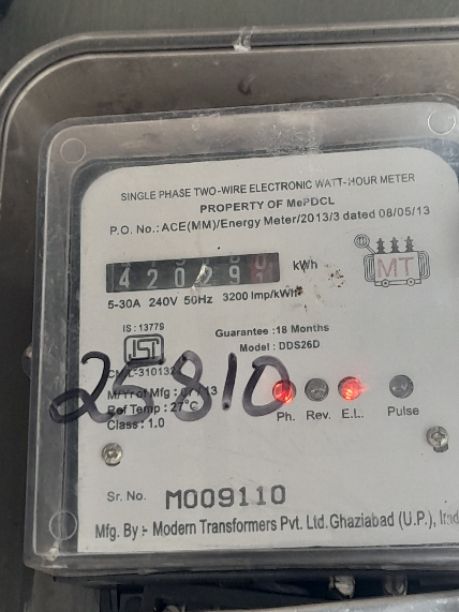 SINGLE PHASE TWO-WIRE ELECTRONIC WATT-HOUR METER
PROPERTY OF MePDCL
P.O. No.: ACE(MM)/Energy Meter/2013/3 dated 08/05/13
42029 kWh
MT
5-30A 240V 50Hz 3200 Imp/kWh
IS : 13779
ISI
Guarantee : 18 Months
Model : DDS26D
25810
Ref Temp : 27°C
Class : 1.0
Ph. Rev. E.L. Pulse
Sr. No. M009110
Mfg. By :- Modern Transformers Pvt. Ltd. Ghaziabad (U.P.),